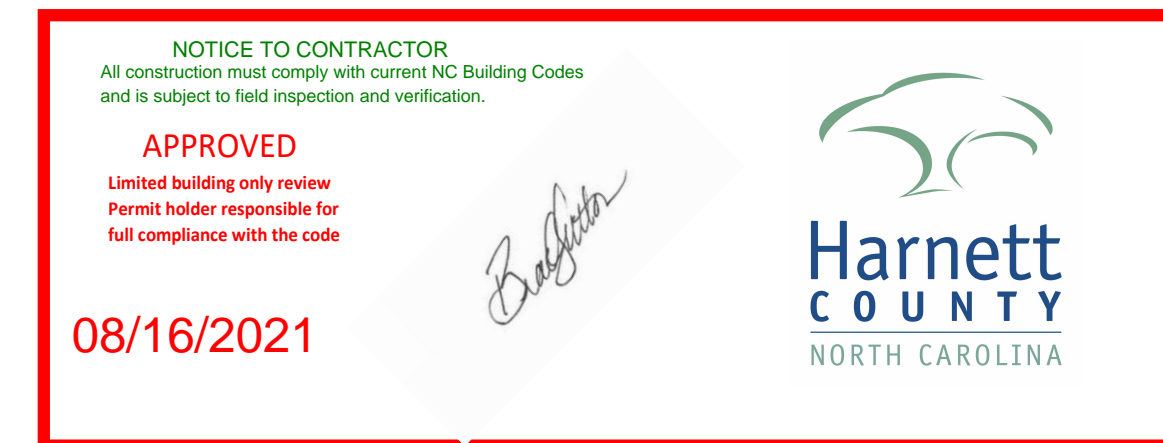 NOTICE TO CONTRACTOR
All construction must comply with current NC Building Codes
and is subject to field inspection and verification.
APPROVED
Limited building only review
Permit holder responsible for
full compliance with the code
08/16/2021
Harnett
COUNTY
NORTH CAROLINA